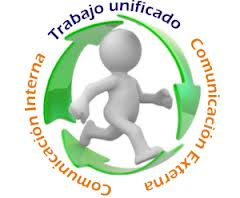 Trabajo unificado
Comunicación Externa
Comunicación Interna